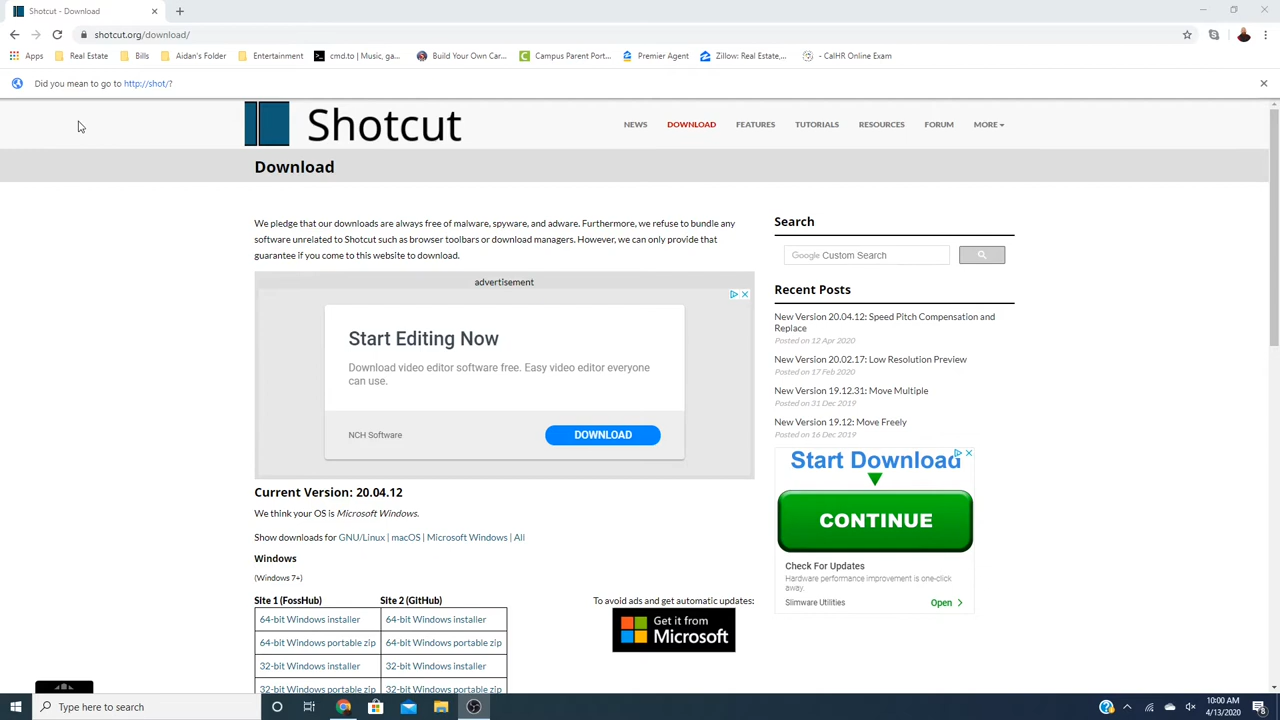 Shotcut - Download
shotcut.org/download/
Apps Real Estate Bills Aidan's Folder Entertainment cmd.to | Music, ga... Build Your Own Car... Campus Parent Port... Premier Agent Zillow: Real Estate,... - CalHR Online Exam
Did you mean to go to http://shot/?
Shotcut
NEWS DOWNLOAD FEATURES TUTORIALS RESOURCES FORUM MORE
Download
We pledge that our downloads are always free of malware, spyware, and adware. Furthermore, we refuse to bundle any
software unrelated to Shotcut such as browser toolbars or download managers. However, we can only provide that
guarantee if you come to this website to download.
advertisement
Start Editing Now
Download video editor software free. Easy video editor everyone
can use.
NCH Software
DOWNLOAD
Current Version: 20.04.12
We think your OS is Microsoft Windows.
Show downloads for GNU/Linux | macOS | Microsoft Windows | All
Windows
(Windows 7+)
Site 1 (FossHub) Site 2 (GitHub)
64-bit Windows installer 64-bit Windows installer
64-bit Windows portable zip 64-bit Windows portable zip
32-bit Windows installer 32-bit Windows installer
32-bit Windows portable zip 32-bit Windows portable zip
To avoid ads and get automatic updates:
Get it from
Microsoft
Search
Google Custom Search
Recent Posts
New Version 20.04.12: Speed Pitch Compensation and
Replace
Posted on 12 Apr 2020
New Version 20.02.17: Low Resolution Preview
Posted on 17 Feb 2020
New Version 19.12.31: Move Multiple
Posted on 31 Dec 2019
New Version 19.12: Move Freely
Posted on 16 Dec 2019
Start Download
CONTINUE
Check For Updates
Hardware performance improvement is one-click
away.
Slimware Utilities
Open
Type here to search
10:00 AM
4/13/2020
8